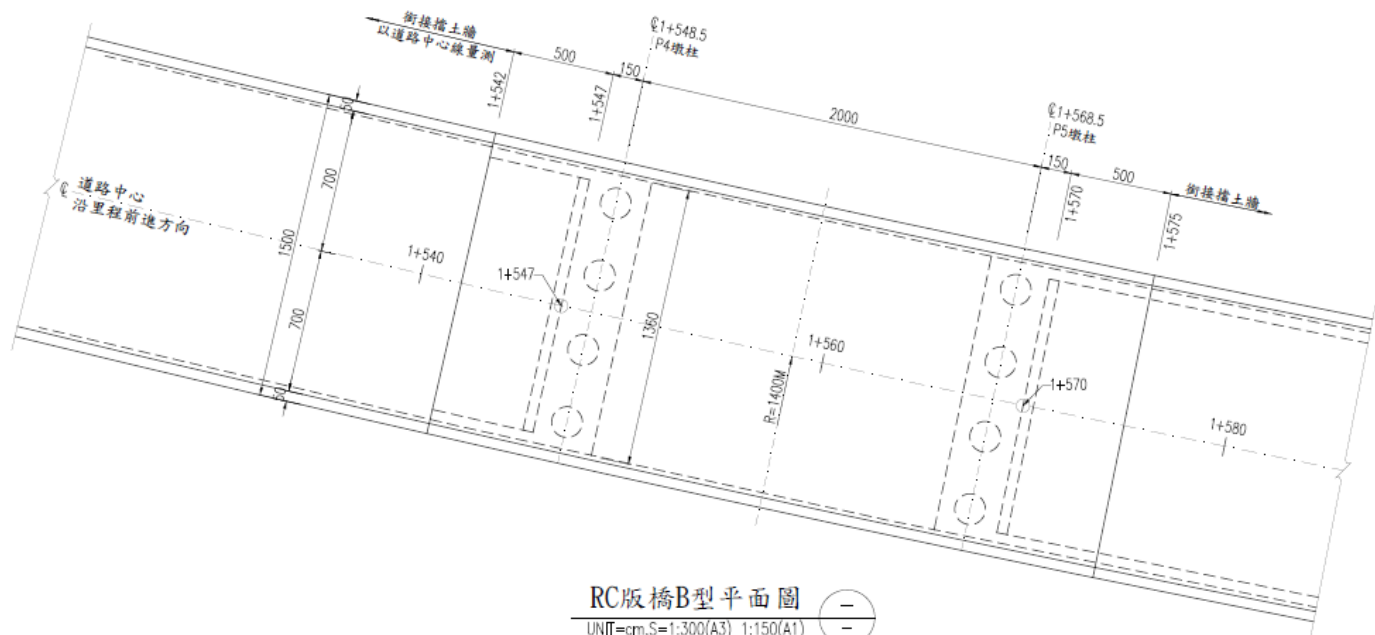 銜接擋土牆
以道路中心線量測
500
150
℄1+548.5
P4墩柱
1+542
1+547
2000
℄1+568.5
P5墩柱
150
500
銜接擋土牆
1+570
1+575
50
700
1500
℄ 道路中心
沿里程前進方向
1+540
1+547
700
1360
1+560
R=1400M
1+570
1+580
50
RC版橋B型平面圖
UNIT=cm,S=1:300(A3) 1:150(A1)